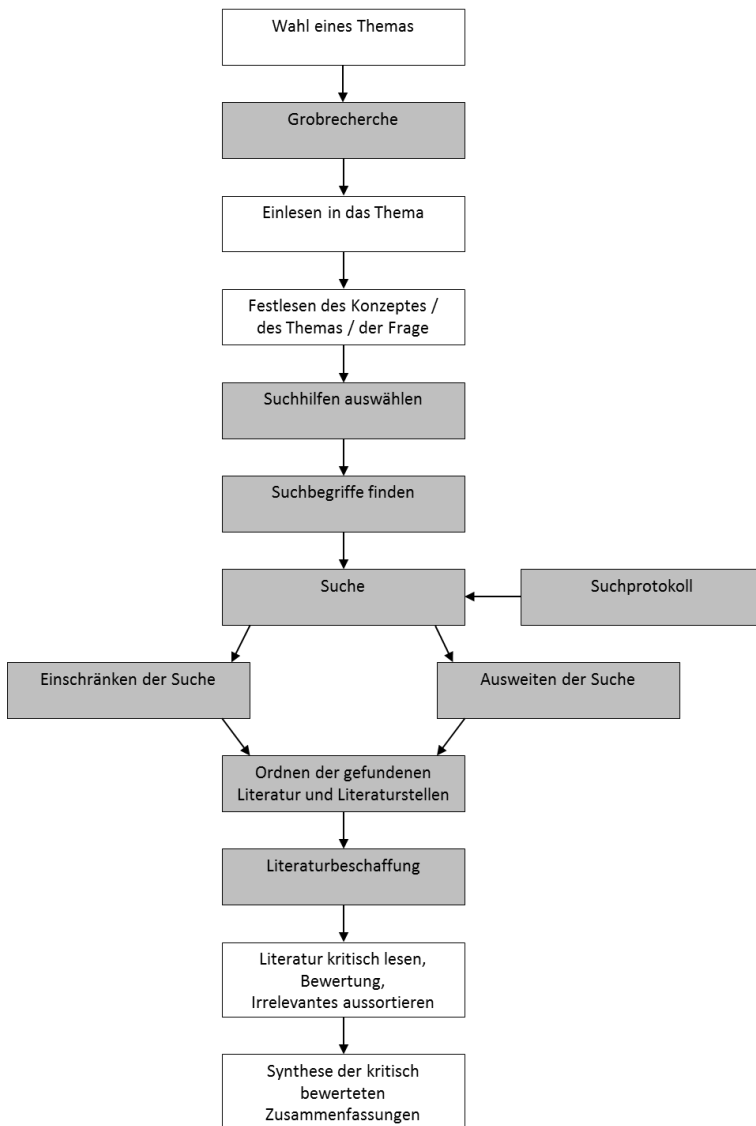 Wahl eines Themas
Grobrecherche
Einlesen in das Thema
Festlesen des Konzeptes /
des Themas / der Frage
Suchhilfen auswählen
Suchbegriffe finden
Suche
Suchprotokoll
Einschränken der Suche
Ausweiten der Suche
Ordnen der gefundenen
Literatur und Literaturstellen
Literaturbeschaffung
Literatur kritisch lesen,
Bewertung,
Irrelevantes aussortieren
Synthese der kritisch
bewerteten
Zusammenfassungen